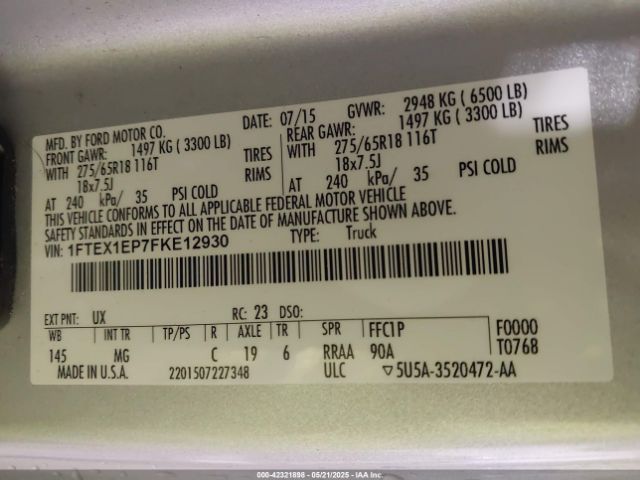 MFD. BY FORD MOTOR CO. DATE: 07/15 GVWR: 2948 KG ( 6500 LB)
FRONT GAWR: 1497 KG ( 3300 LB) REAR GAWR: 1497 KG ( 3300 LB)
WITH 275/65R18 116T TIRES WITH 275/65R18 116T TIRES
18x7.5J RIMS 18x7.5J RIMS
AT 240 kPa/ 35 PSI COLD AT 240 kPa/ 35 PSI COLD
THIS VEHICLE CONFORMS TO ALL APPLICABLE FEDERAL MOTOR VEHICLE
SAFETY STANDARDS IN EFFECT ON THE DATE OF MANUFACTURE SHOWN ABOVE.
VIN: 1FTEX1EP7FKE12930 TYPE: Truck
EXT PNT: UX RC: 23 DSO:
WB INT TR TP/PS R AXLE TR SPR FFC1P F0000
145 MG C 19 6 RRAA 90A T0768
MADE IN U.S.A. 2201507227348 ULC ▽5U5A-3520472-AA
000-42321898 - 05/21/2025 - IAA Inc.